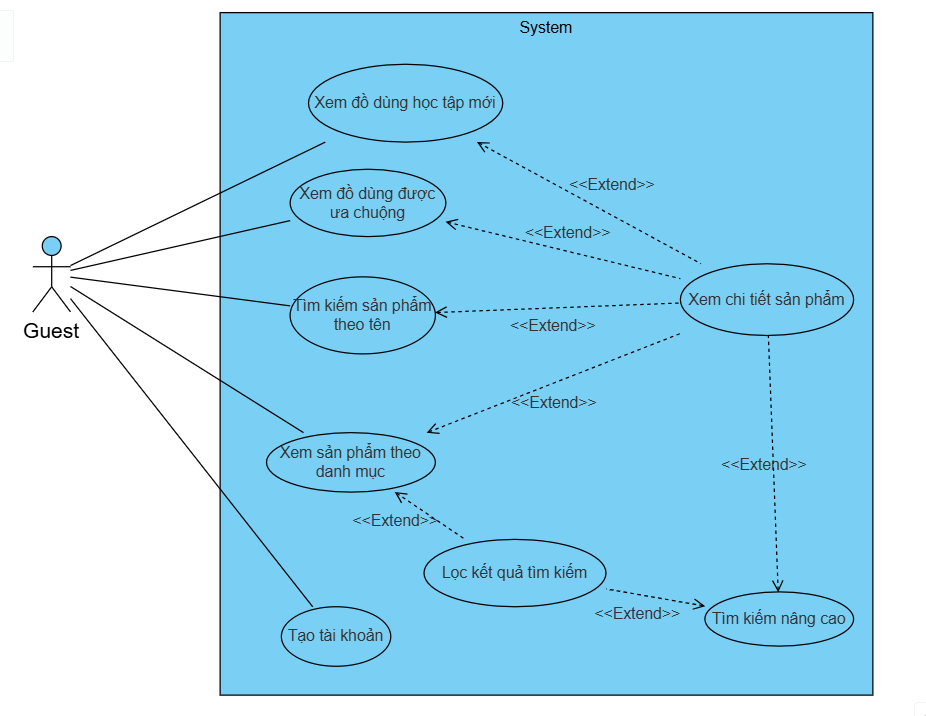 System
Xem đồ dùng học tập mới
<<Extend>>
Xem đồ dùng được
ưa chuộng
<<Extend>>
Guest
Tìm kiếm sản phẩm
theo tên
<<Extend>>
Xem chi tiết sản phẩm
<<Extend>>
Xem sản phẩm theo
danh mục
<<Extend>>
<<Extend>>
Lọc kết quả tìm kiếm
<<Extend>>
Tìm kiếm nâng cao
Tạo tài khoản